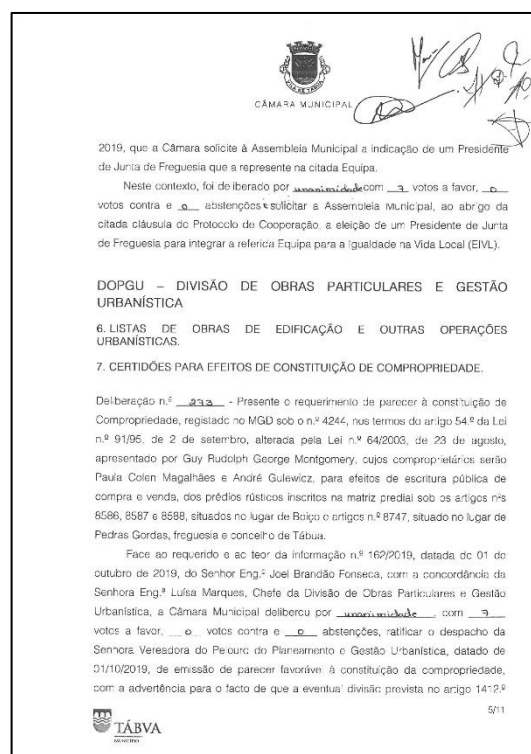 VILA DE TÁBUA
CÂMARA MUNICIPAL
2019, que a Câmara solicite à Assembleia Municipal a indicação de um Presidente
de Junta de Freguesia que a represente na citada Equipa.
Neste contexto, foi deliberado por unanimidade com 7 votos a favor, 0
votos contra e 0 abstenções solicitar a Assembleia Municipal, ao abrigo da
citada cláusula do Protocolo de Cooperação, a eleição de um Presidente de Junta
de Freguesia para integrar a referida Equipa para a Igualdade na Vida Local (EIVL).
DOPGU – DIVISÃO DE OBRAS PARTICULARES E GESTÃO
URBANÍSTICA
6. LISTAS DE OBRAS DE EDIFICAÇÃO E OUTRAS OPERAÇÕES
URBANÍSTICAS.
7. CERTIDÕES PARA EFEITOS DE CONSTITUIÇÃO DE COMPROPRIEDADE.
Deliberação n.º 273 - Presente o requerimento de parecer à constituição de
Compropriedade, registado no MGD sob o n.º 4244, nos termos do artigo 54.º da Lei
n.º 91/95, de 2 de setembro, alterada pela Lei n.º 64/2003, de 23 de agosto,
apresentado por Guy Rudolph George Montgomery, cujos comproprietários serão
Paula Colen Magalhães e André Gulewicz, para efeitos de escritura pública de
compra e venda, dos prédios rústicos inscritos na matriz predial sob os artigos nºs
8586, 8587 e 8588, situados no lugar de Boiço e artigos n.º 8747, situado no lugar de
Pedras Gordas, freguesia e concelho de Tábua.
Face ao requerido e ao teor da informação n.º 162/2019, datada de 01 de
outubro de 2019, do Senhor Eng.º Joel Brandão Fonseca, com a concordância da
Senhora Eng.ª Luísa Marques, Chefe da Divisão de Obras Particulares e Gestão
Urbanística, a Câmara Municipal deliberou por unanimidade, com 7
votos a favor, 0 votos contra e 0 abstenções, ratificar o despacho da
Senhora Vereadora do Pelouro do Planeamento e Gestão Urbanística, datado de
01/10/2019, de emissão de parecer favorável à constituição da compropriedade,
com a advertência para o facto de que a eventual divisão prevista no artigo 1412.º
5/11
TÁBVA
MUNICÍPIO